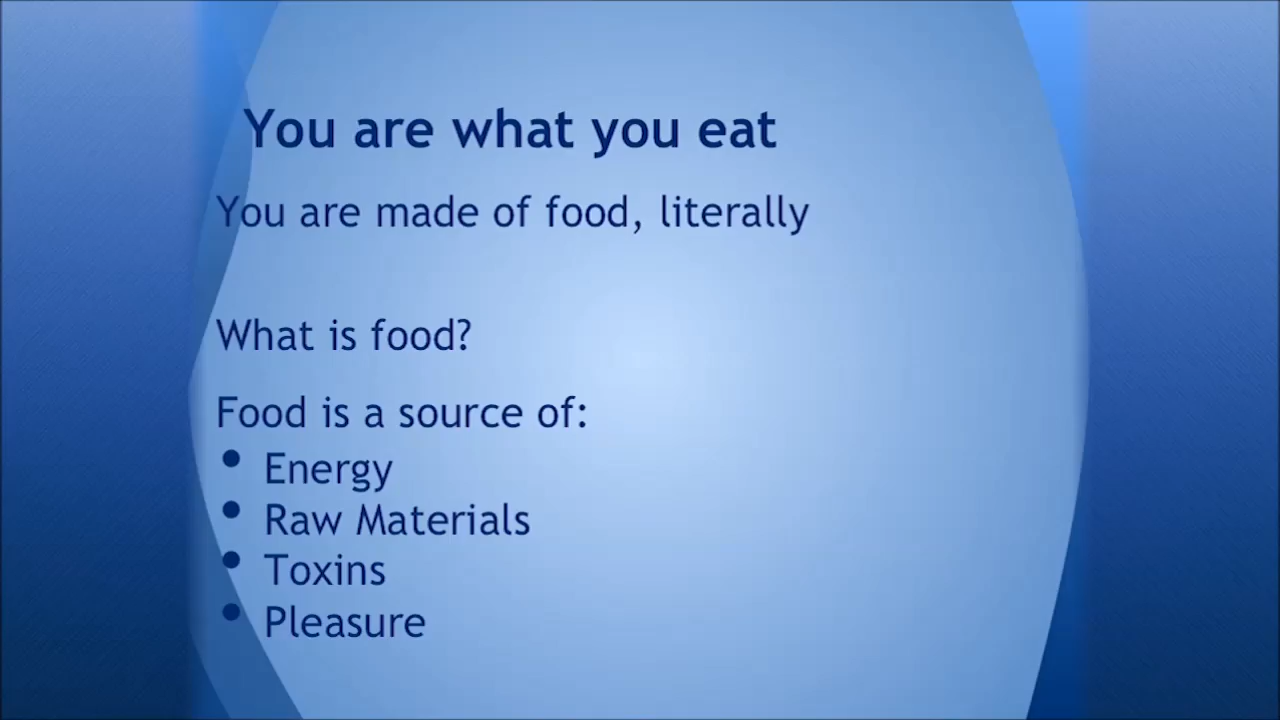 You are what you eat
You are made of food, literally
What is food?
Food is a source of:
• Energy
• Raw Materials
• Toxins
• Pleasure